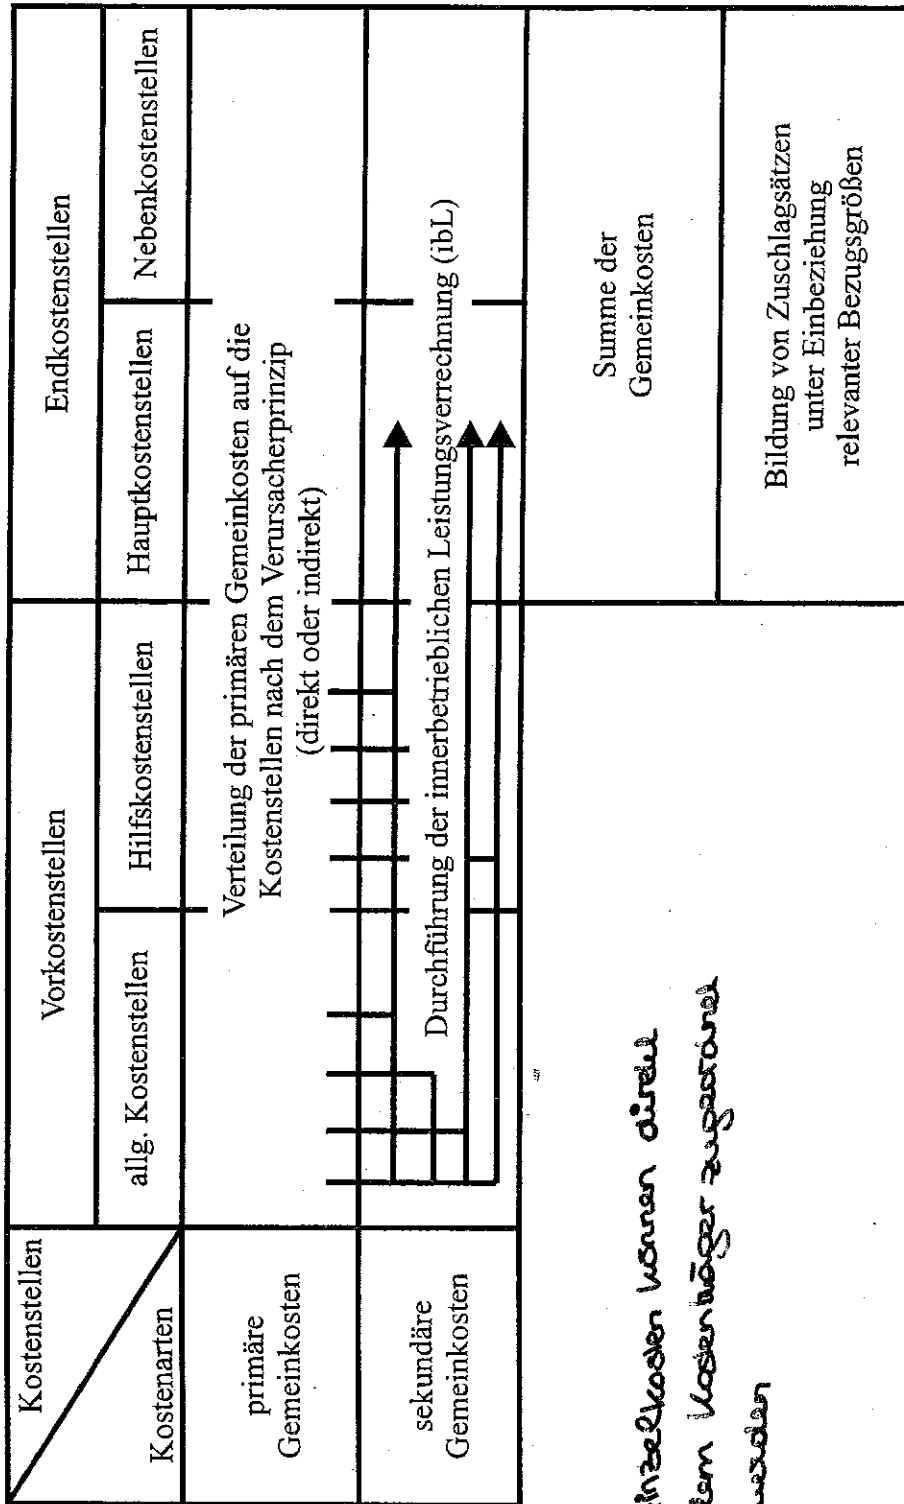 Kostenstellen
Kostenarten
Vorkostenstellen
Endkostenstellen
allg. Kostenstellen
Hilfskostenstellen
Hauptkostenstellen
Nebenkostenstellen
primäre
Gemeinkosten
Verteilung der primären Gemeinkosten auf die
Kostenstellen nach dem Verursacherprinzip
(direkt oder indirekt)
sekundäre
Gemeinkosten
Durchführung der innerbetrieblichen Leistungsverrechnung (ibL)
Summe der
Gemeinkosten
Bildung von Zuschlagsätzen
unter Einbeziehung
relevanter Bezugsgrößen
inzelkosten können direkt
em Kostenträger zugeordnet
werden